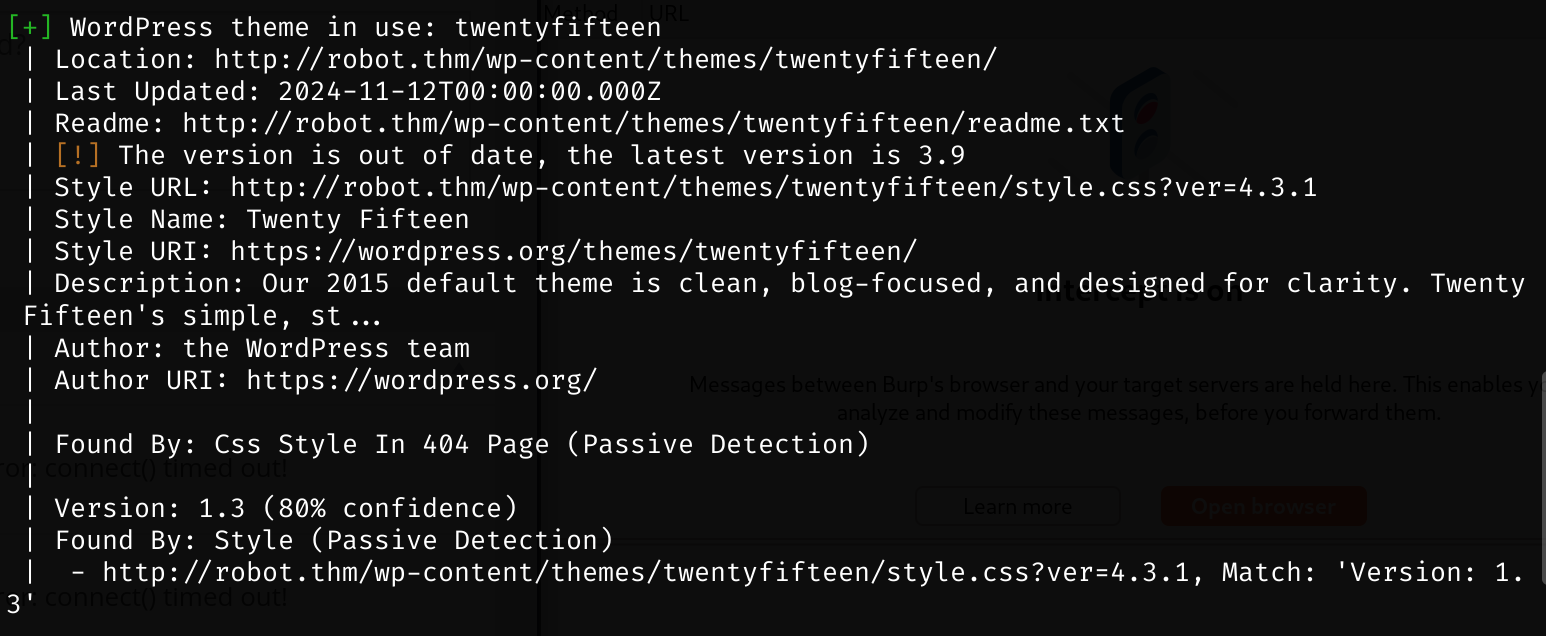 Method URL
[+] WordPress theme in use: twentyfifteen
| Location: http://robot.thm/wp-content/themes/twentyfifteen/
| Last Updated: 2024-11-12T00:00:00.000Z
| Readme: http://robot.thm/wp-content/themes/twentyfifteen/readme.txt
| [!] The version is out of date, the latest version is 3.9
| Style URL: http://robot.thm/wp-content/themes/twentyfifteen/style.css?ver=4.3.1
| Style Name: Twenty Fifteen
| Style URI: https://wordpress.org/themes/twentyfifteen/
| Description: Our 2015 default theme is clean, blog-focused, and designed for clarity. Twenty
Fifteen's simple, st...
| Author: the WordPress team
| Author URI: https://wordpress.org/
|
| Found By: Css Style In 404 Page (Passive Detection)
|
| Version: 1.3 (80% confidence)
| Found By: Style (Passive Detection)
|  - http://robot.thm/wp-content/themes/twentyfifteen/style.css?ver=4.3.1, Match: 'Version: 1.
3'
Messages between Burp's browser and your target servers are held here. This enables
analyze and modify these messages, before you forward them.
Learn more
Open browser
connect() timed out!
connect() timed out!